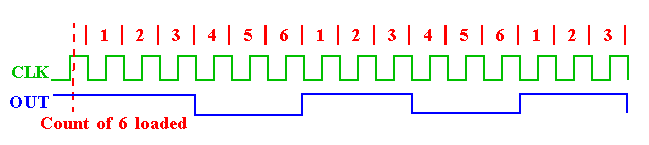 | 1 | 2 | 3 | 4 | 5 | 6 | 1 | 2 | 3 | 4 | 5 | 6 | 1 | 2 | 3 |
CLK
OUT
Count of 6 loaded